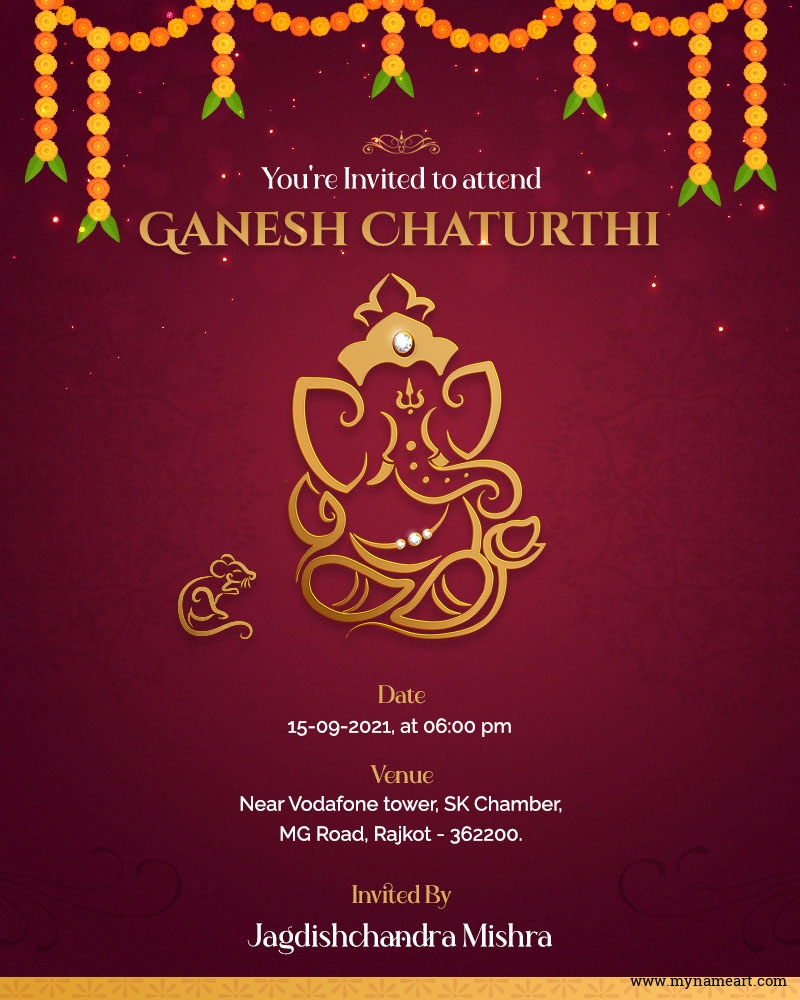 You're Invited to attend
GANESH CHATURTHI
Date
15-09-2021, at 06:00 pm
Venue
Near Vodafone tower, SK Chamber,
MG Road, Rajkot - 362200.
Invited By
Jagdishchandra Mishra
www.mynameart.com